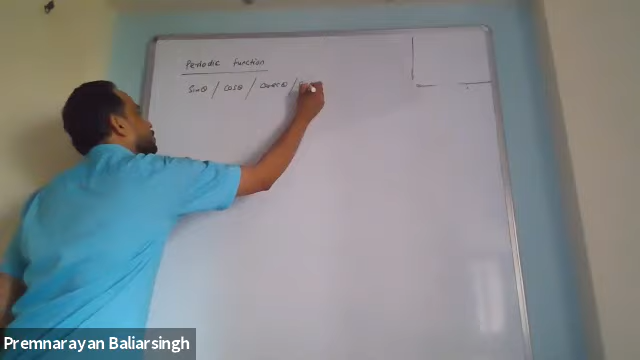 Periodic function
Sinθ / Cosθ / Cosecθ /
Premnarayan Baliarsingh